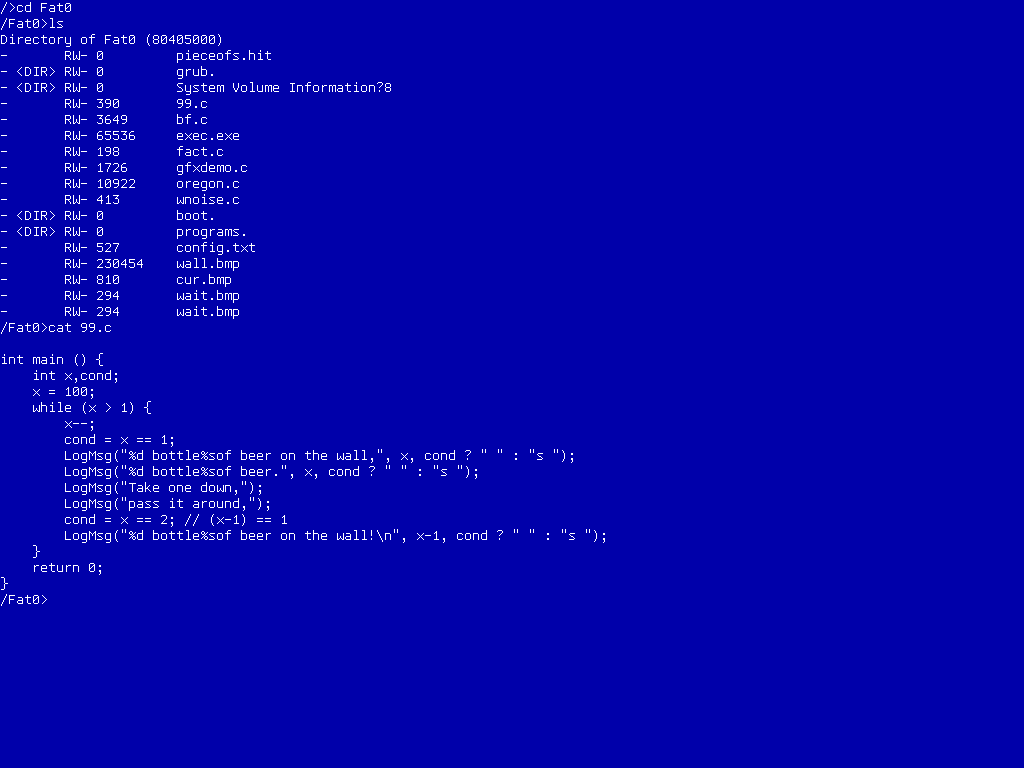 />cd Fat0
/Fat0>ls
Directory of Fat0 (80405000)
-       RW- 0         pieceofs.hit
- <DIR> RW- 0         grub.
- <DIR> RW- 0         System Volume Information?8
-       RW- 390       99.c
-       RW- 3649      bf.c
-       RW- 65536     exec.exe
-       RW- 198       fact.c
-       RW- 1726      gfxdemo.c
-       RW- 10922     oregon.c
-       RW- 413       wnoise.c
- <DIR> RW- 0         boot.
- <DIR> RW- 0         programs.
-       RW- 527       config.txt
-       RW- 230454    wall.bmp
-       RW- 810       cur.bmp
-       RW- 294       wait.bmp
-       RW- 294       wait.bmp
/Fat0>cat 99.c

int main () {
    int x,cond;
    x = 100;
    while (x > 1) {
        x--;
        cond = x == 1;
        LogMsg("%d bottle%sof beer on the wall,", x, cond ? " " : "s ");
        LogMsg("%d bottle%sof beer.", x, cond ? " " : "s ");
        LogMsg("Take one down,");
        LogMsg("pass it around,");
        cond = x == 2; // (x-1) == 1
        LogMsg("%d bottle%sof beer on the wall!\n", x-1, cond ? " " : "s ");
    }
    return 0;
}
/Fat0>